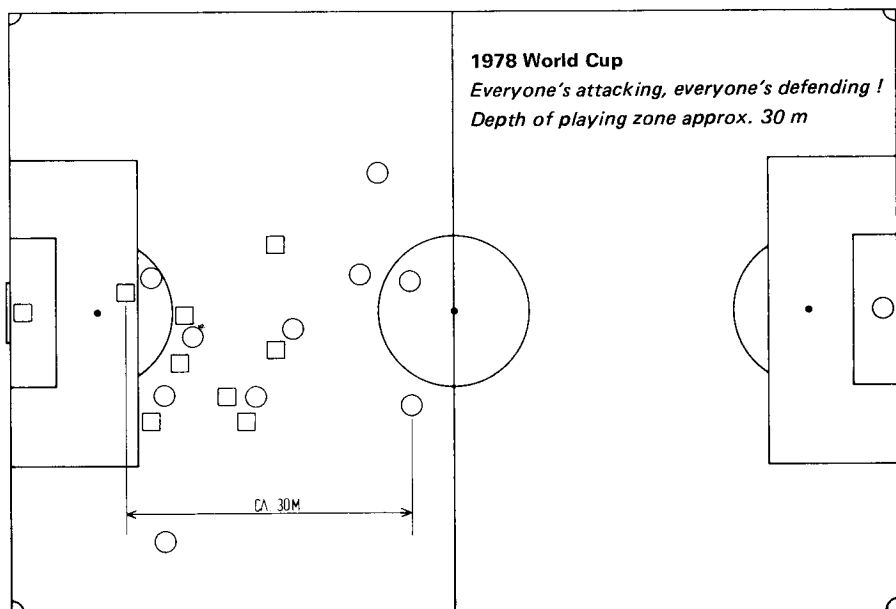 1978 World Cup
Everyone's attacking, everyone's defending !
Depth of playing zone approx. 30 m
CA. 30M